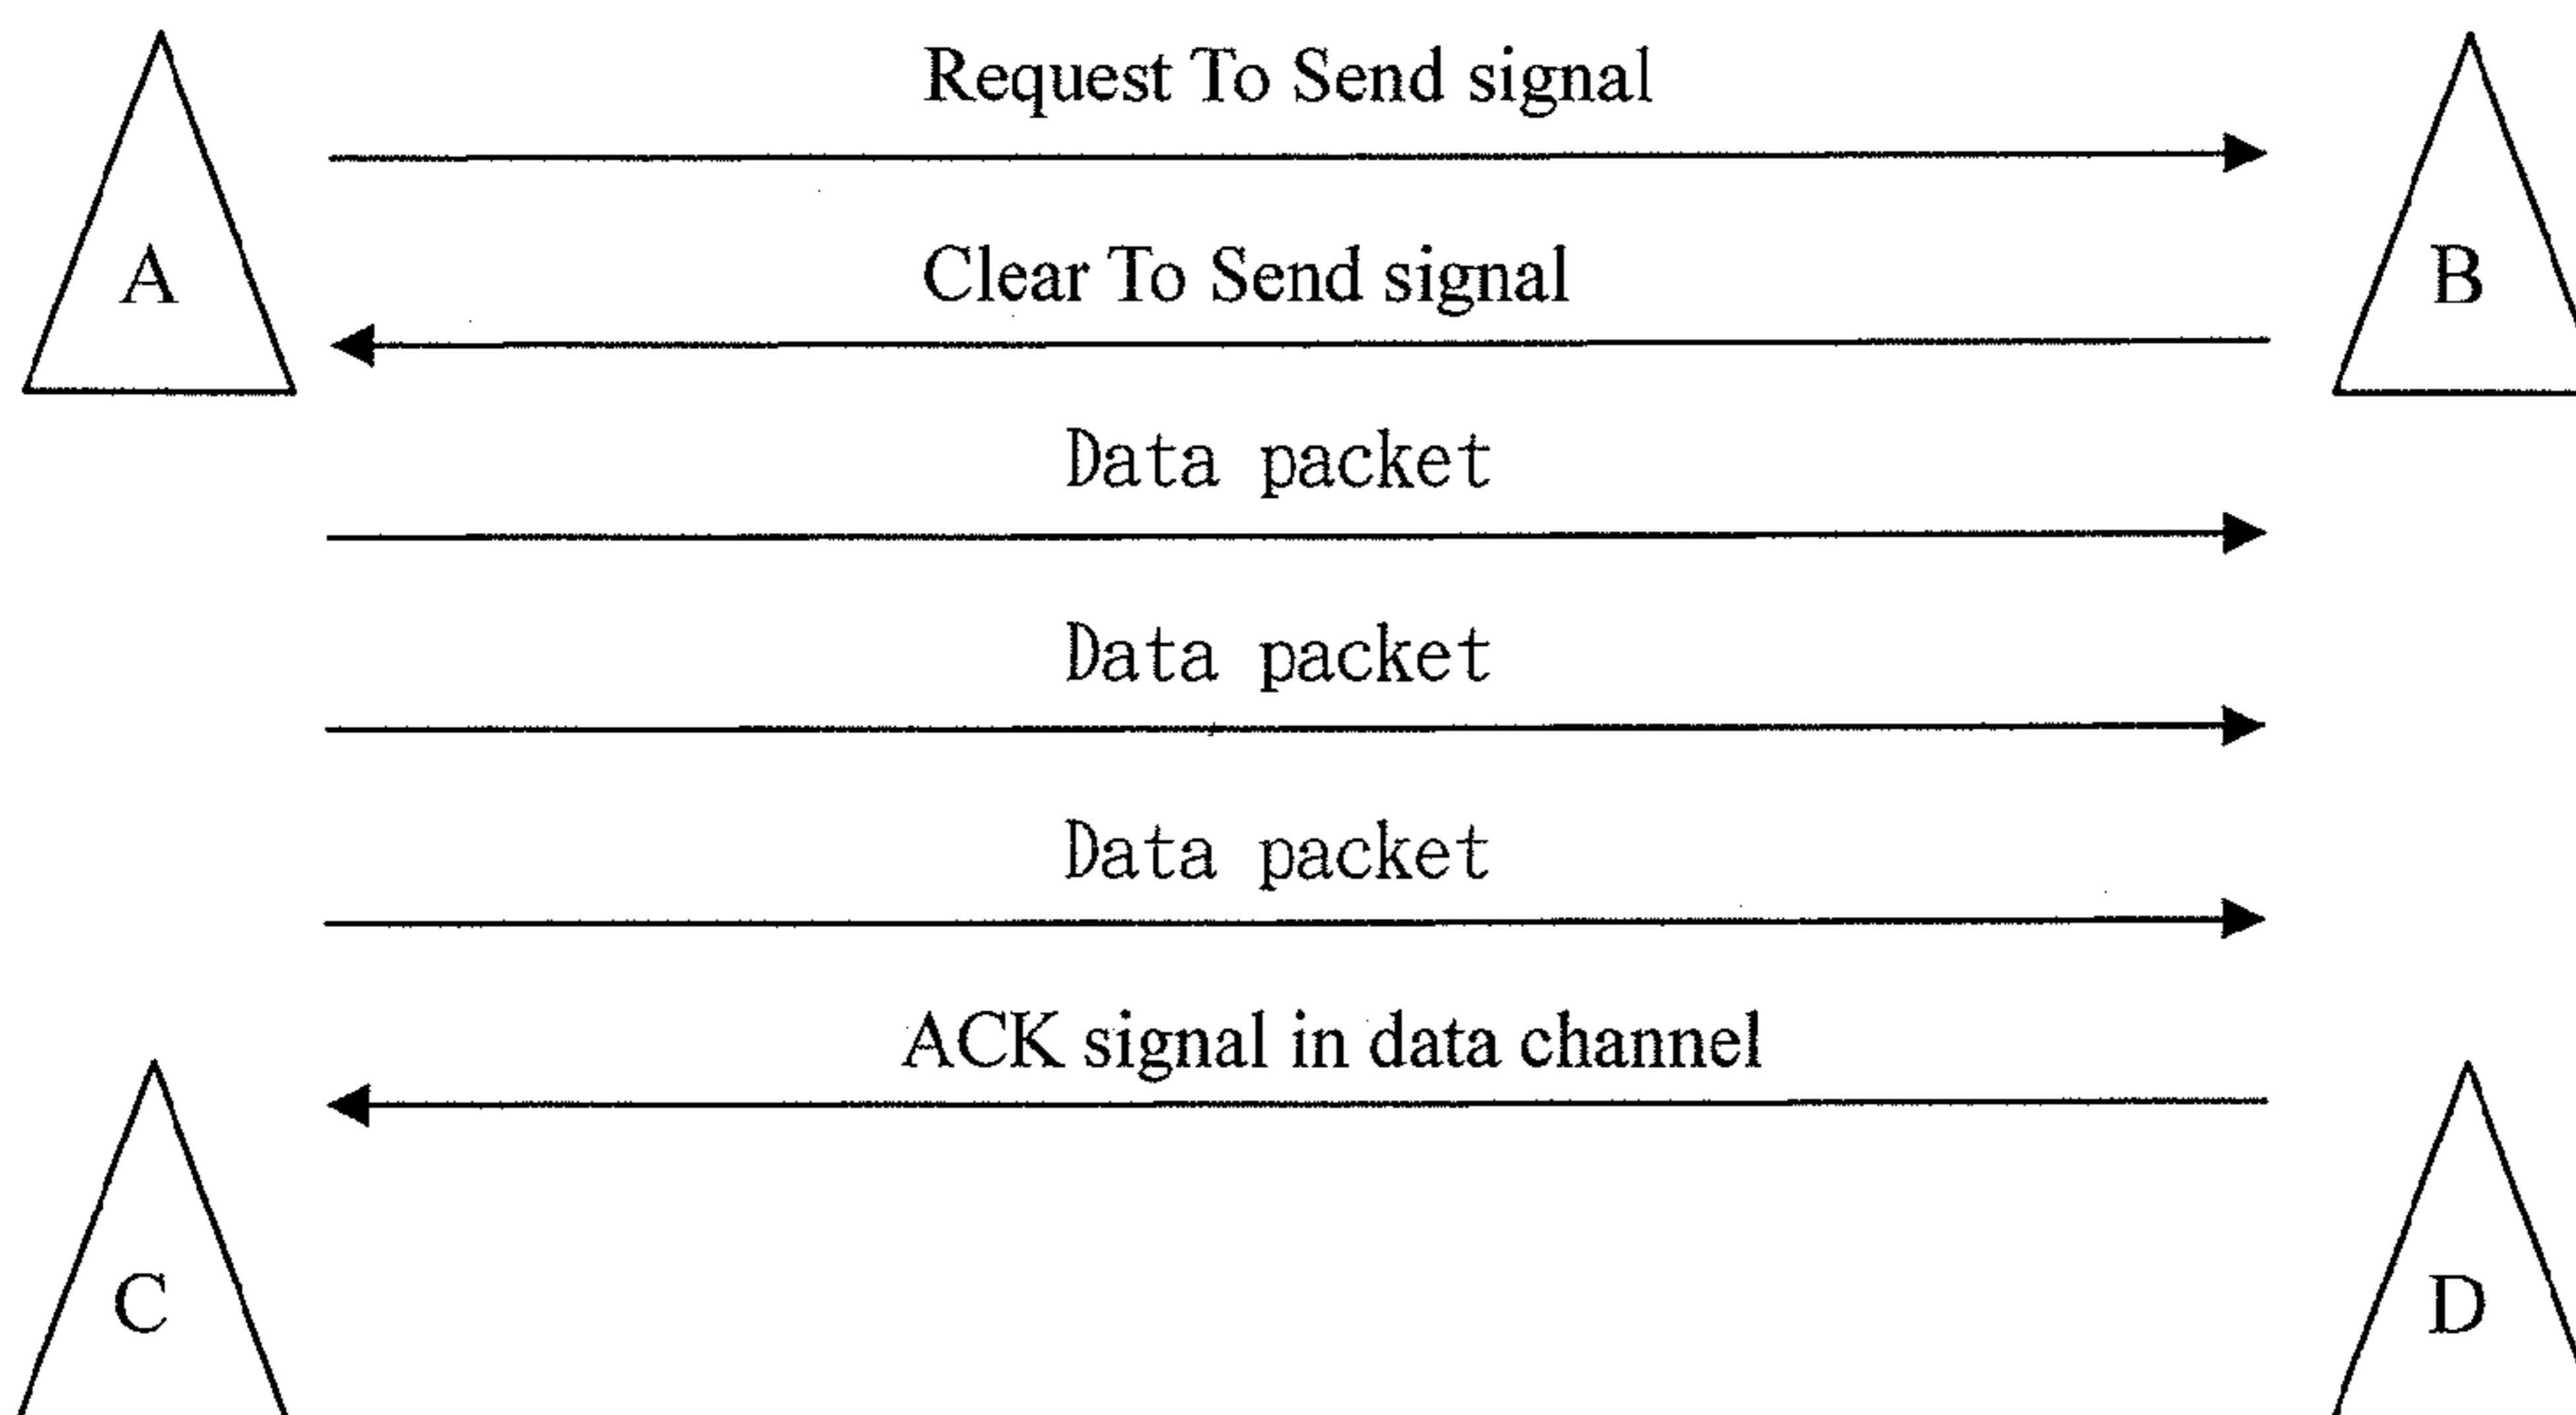 Request To Send signal
A
B
Clear To Send signal
Data packet
Data packet
Data packet
ACK signal in data channel
C
D